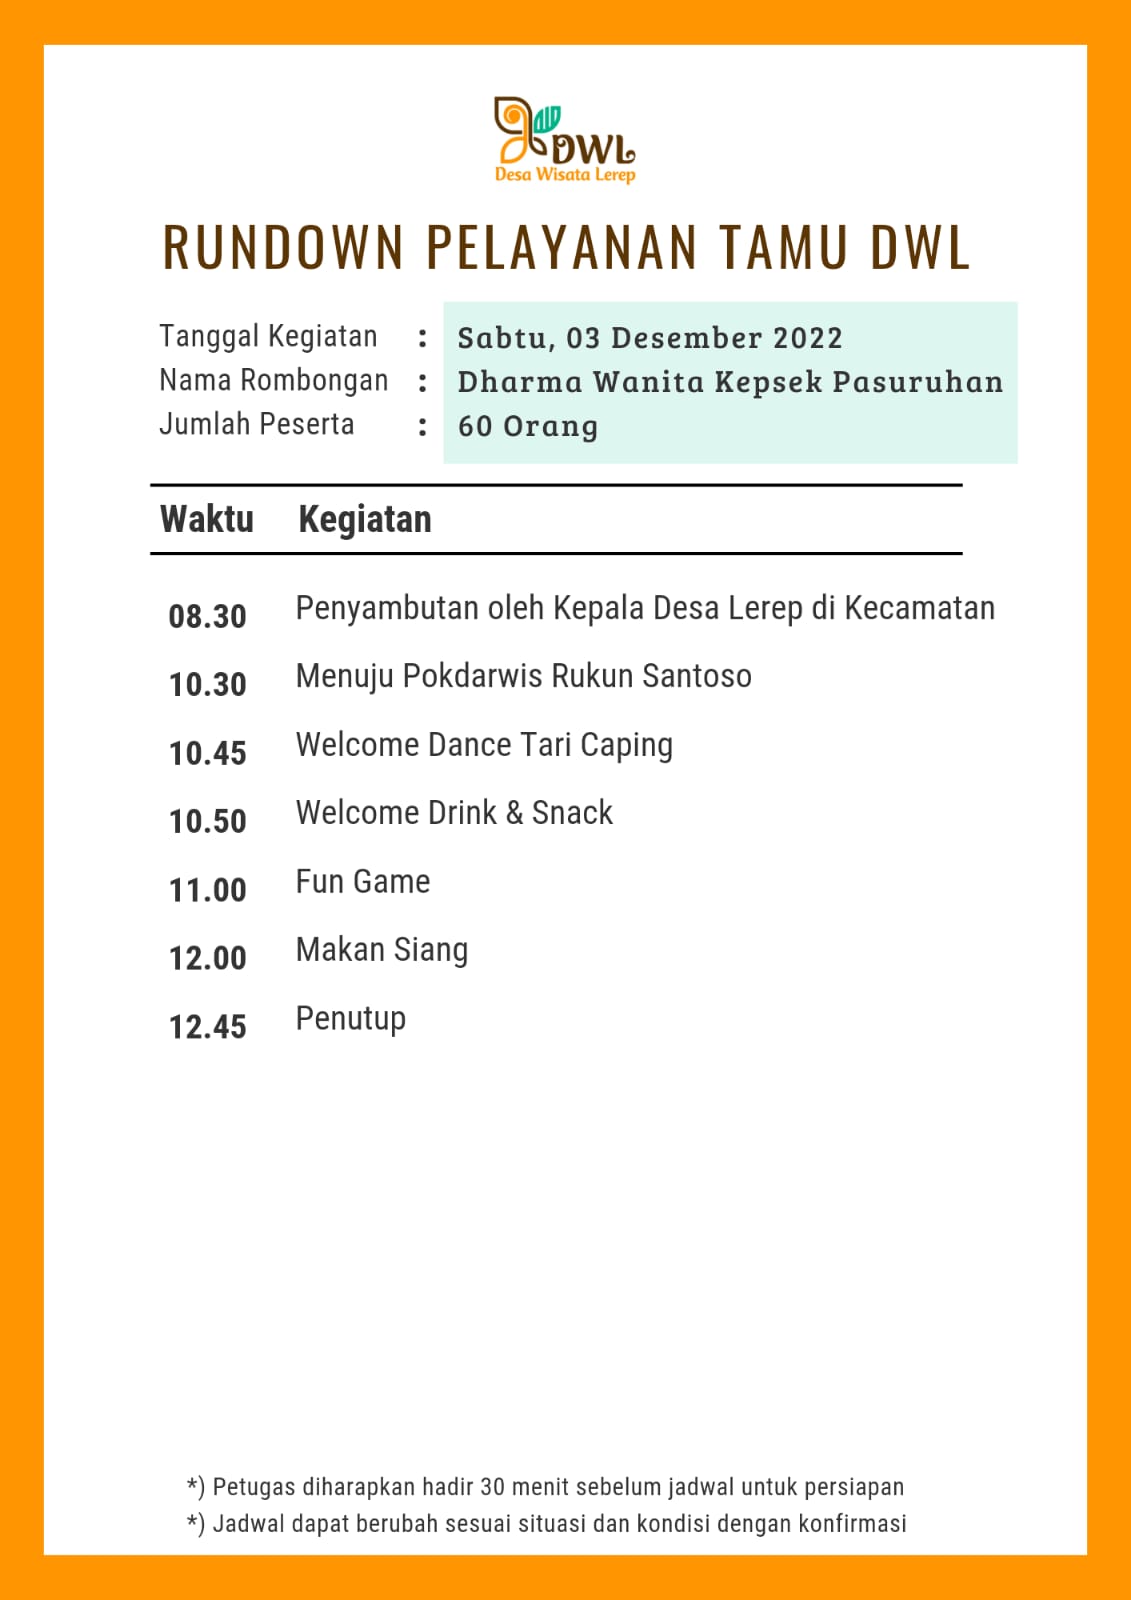 DWL
Desa Wisata Lerep
RUNDOWN PELAYANAN TAMU DWL
Tanggal Kegiatan : Sabtu, 03 Desember 2022
Nama Rombongan : Dharma Wanita Kepsek Pasuruhan
Jumlah Peserta : 60 Orang
Waktu Kegiatan
08.30 Penyambutan oleh Kepala Desa Lerep di Kecamatan
10.30 Menuju Pokdarwis Rukun Santoso
10.45 Welcome Dance Tari Caping
10.50 Welcome Drink & Snack
11.00 Fun Game
12.00 Makan Siang
12.45 Penutup
*) Petugas diharapkan hadir 30 menit sebelum jadwal untuk persiapan
*) Jadwal dapat berubah sesuai situasi dan kondisi dengan konfirmasi